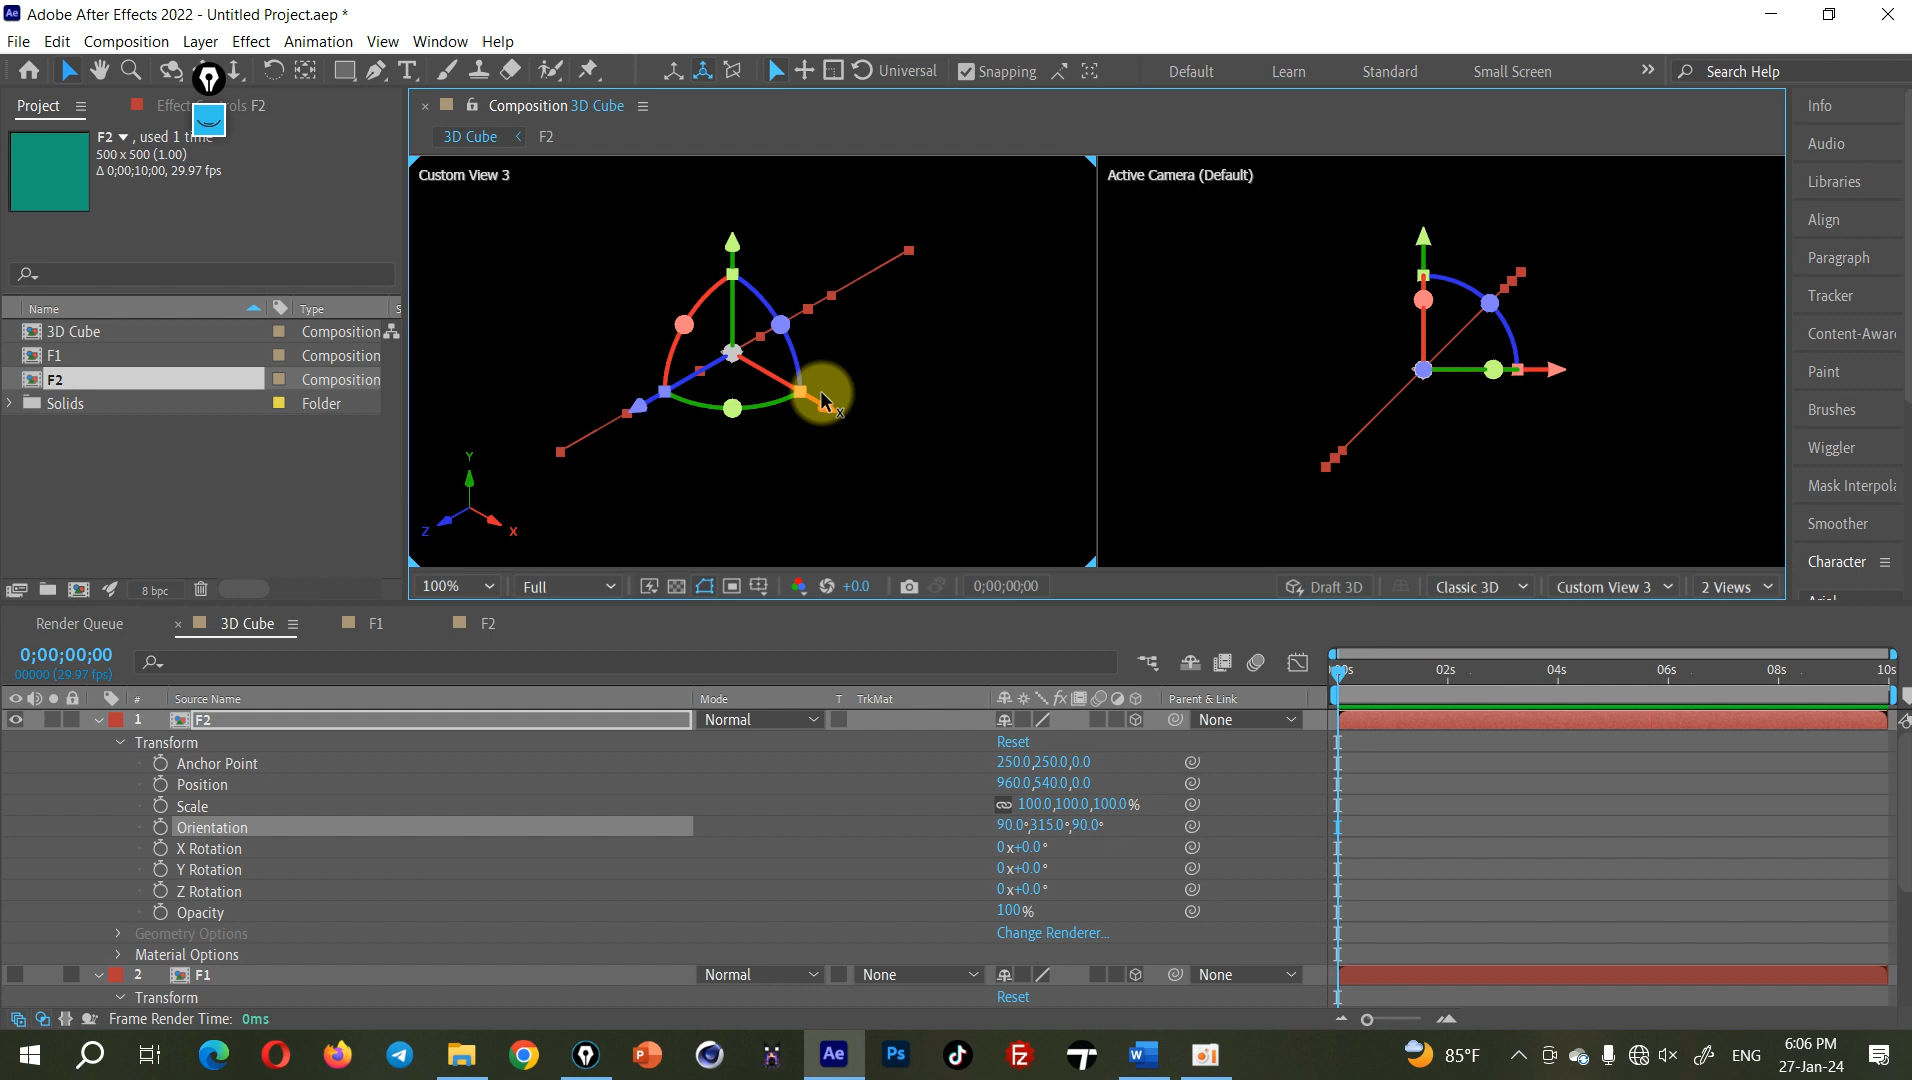 Adobe After Effects 2022 - Untitled Project.aep *
File Edit Composition Layer Effect Animation View Window Help
Universal Snapping Default Learn Standard Small Screen Search Help
Project
F2
Composition 3D Cube
3D Cube F2
F2 , used 1
500 x 500 (1.00)
Δ 0;00;10;00, 29.97 fps
Custom View 3
Active Camera (Default)
Name Type S
3D Cube Composition
F1 Composition
F2 Composition
Solids Folder
x
Y
Z X
8 bpc
100% Full +0.0 0;00;00;00 Draft 3D Classic 3D Custom View 3 2 Views
Info
Audio
Libraries
Align
Paragraph
Tracker
Content-Aware
Paint
Brushes
Wiggler
Mask Interpola
Smoother
Character
Render Queue 3D Cube F1 F2
0;00;00;00
00000 (29.97 fps)
02s 04s 06s 08s 10s
# Source Name Mode T TrkMat fx Parent & Link
1 F2 Normal None
Transform Reset
Anchor Point 250.0,250.0,0.0
Position 960.0,540.0,0.0
Scale 100.0,100.0,100.0%
Orientation 90.0°,315.0°,90.0°
X Rotation 0x+0.0°
Y Rotation 0x+0.0°
Z Rotation 0x+0.0°
Opacity 100%
Geometry Options Change Renderer...
Material Options
2 F1 Normal None None
Transform Reset
Frame Render Time: 0ms
85°F ENG 6:06 PM
27-Jan-24